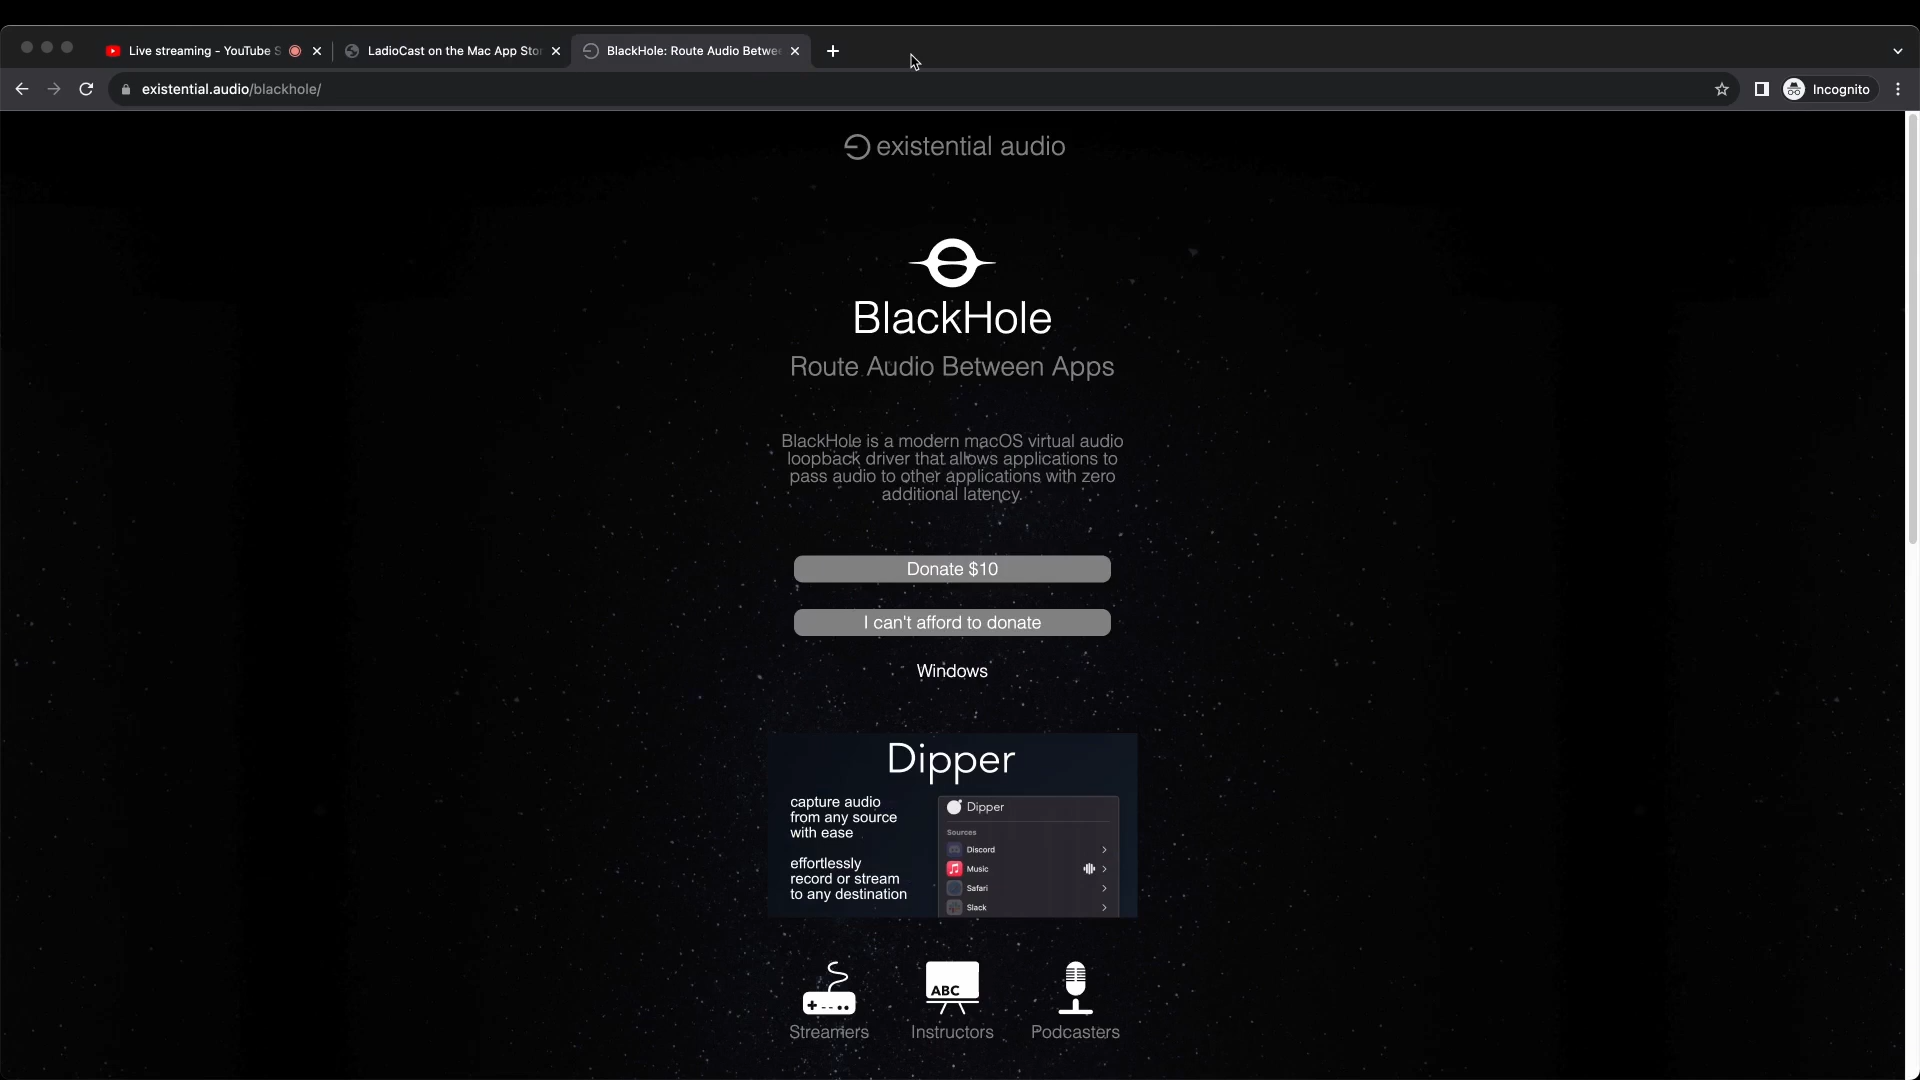 Live streaming - YouTube S
LadioCast on the Mac App Stor
BlackHole: Route Audio Betwee
existential.audio/blackhole/
Incognito
existential audio
BlackHole
Route Audio Between Apps
BlackHole is a modern macOS virtual audio
loopback driver that allows applications to
pass audio to other applications with zero
additional latency.
Donate $10
I can't afford to donate
Windows
Dipper
capture audio
from any source
with ease
effortlessly
record or stream
to any destination
Dipper
Sources
Discord
Music
Safari
Slack
ABC
Streamers
Instructors
Podcasters